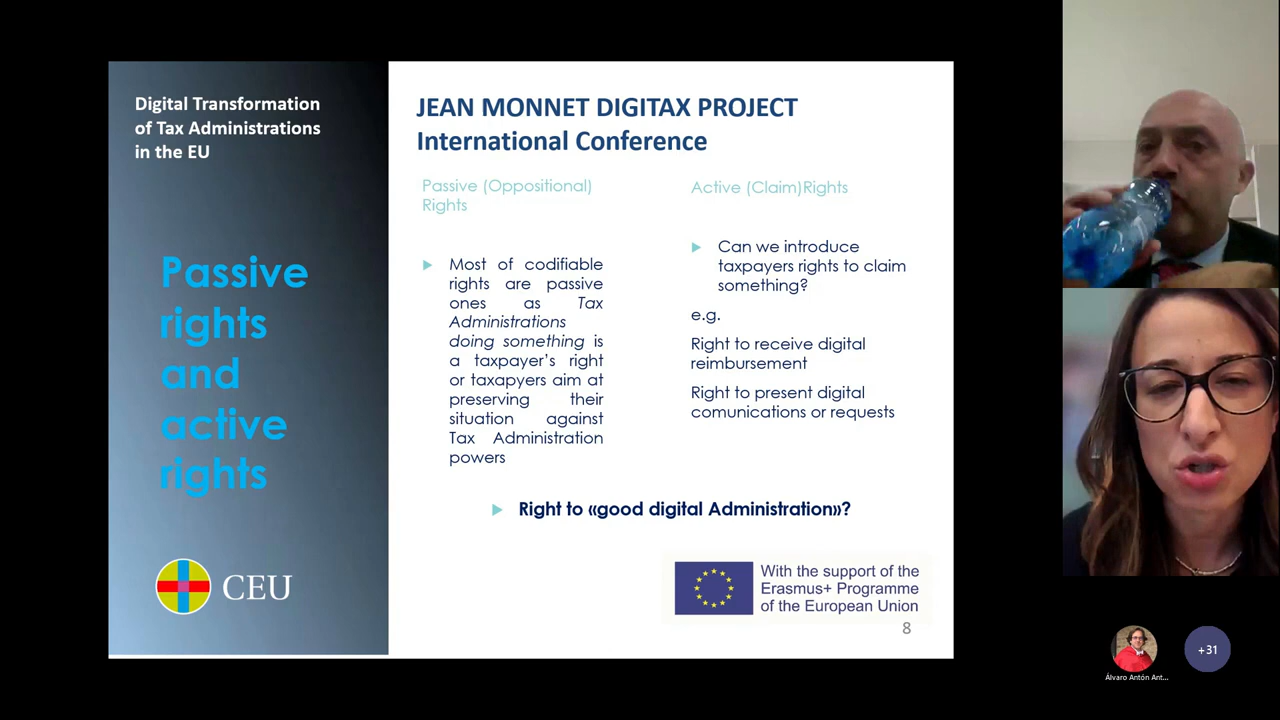 Digital Transformation
of Tax Administrations
in the EU
Passive
rights
and
active
rights
CEU
JEAN MONNET DIGITAX PROJECT
International Conference
Passive (Oppositional)
Rights
Most of codifiable
rights are passive
ones as Tax
Administrations
doing something is
a taxpayer’s right
or taxapyers aim at
preserving their
situation against
Tax Administration
powers
Active (Claim)Rights
Can we introduce
taxpayers rights to claim
something?
e.g.
Right to receive digital
reimbursement
Right to present digital
comunications or requests
Right to «good digital Administration»?
With the support of the
Erasmus+ Programme
of the European Union
8
Álvaro Antón Ant...
+31